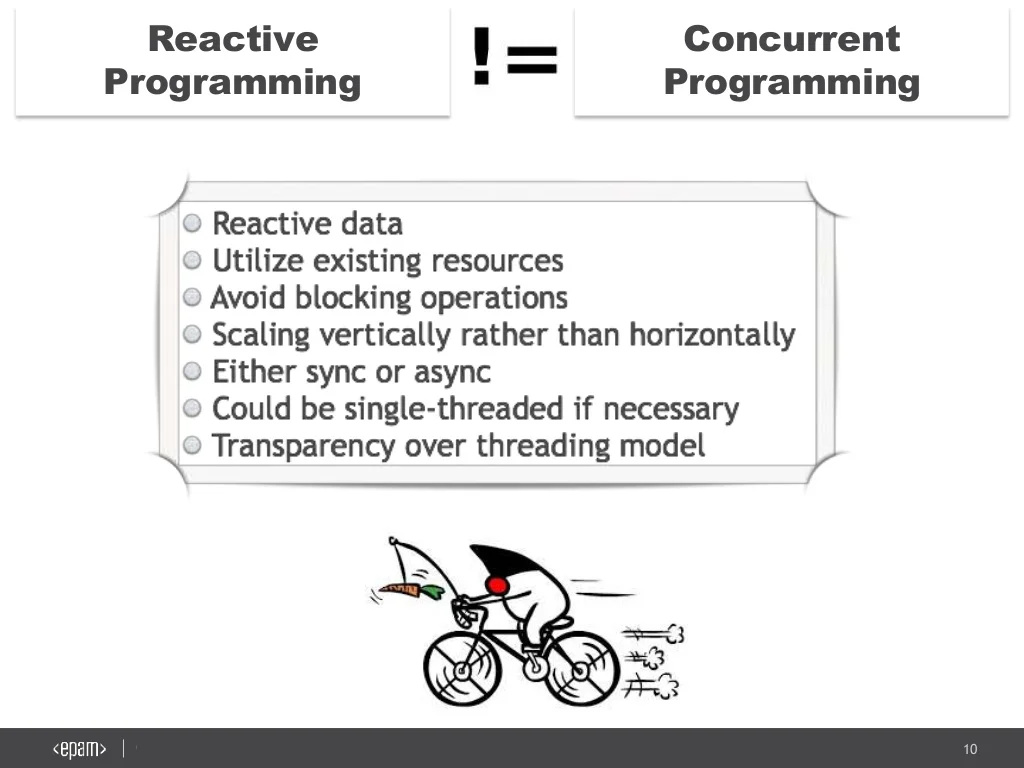 Reactive
Programming
!=
Concurrent
Programming
Reactive data
Utilize existing resources
Avoid blocking operations
Scaling vertically rather than horizontally
Either sync or async
Could be single-threaded if necessary
Transparency over threading model
<epam>
10